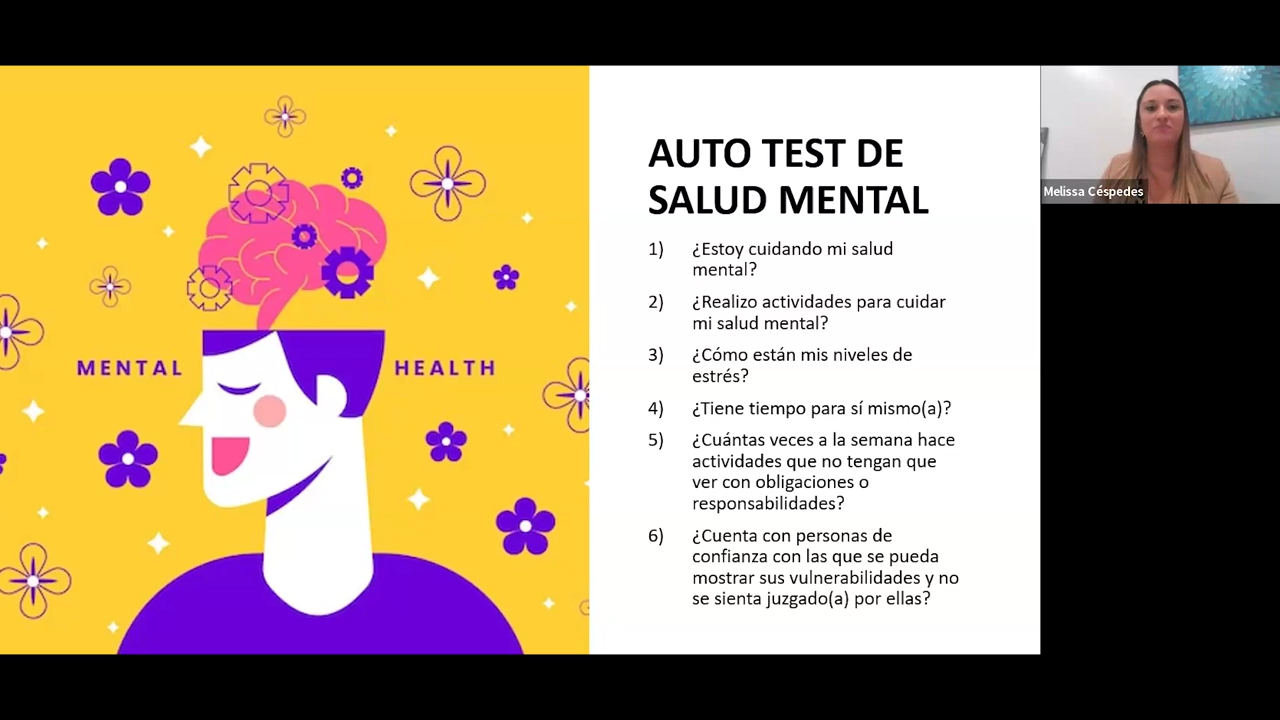 MENTAL HEALTH
AUTO TEST DE
SALUD MENTAL
1) ¿Estoy cuidando mi salud
mental?
2) ¿Realizo actividades para cuidar
mi salud mental?
3) ¿Cómo están mis niveles de
estrés?
4) ¿Tiene tiempo para sí mismo(a)?
5) ¿Cuántas veces a la semana hace
actividades que no tengan que
ver con obligaciones o
responsabilidades?
6) ¿Cuenta con personas de
confianza con las que se pueda
mostrar sus vulnerabilidades y no
se sienta juzgado(a) por ellas?
Melissa Céspedes